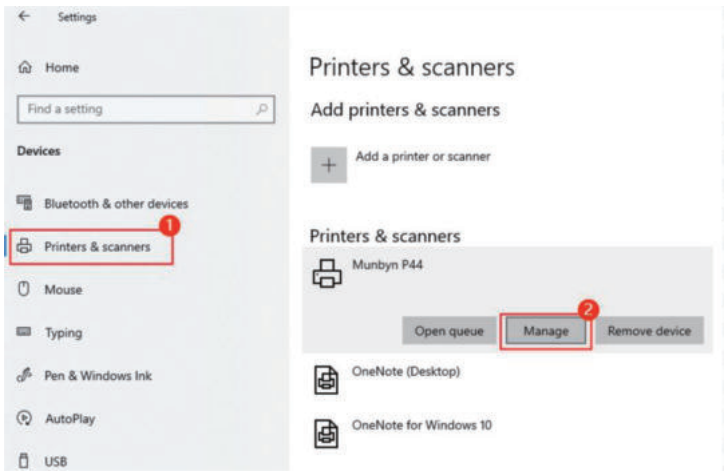 Settings
Home
Find a setting
Devices
Bluetooth & other devices
1
Printers & scanners
Mouse
Typing
Pen & Windows Ink
AutoPlay
USB
Printers & scanners
Add printers & scanners
Add a printer or scanner
Printers & scanners
Munbyn P44
2
Open queue Manage Remove device
OneNote (Desktop)
OneNote for Windows 10